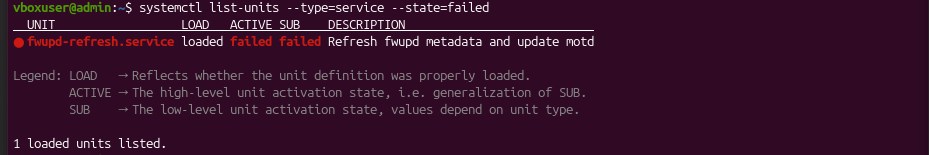 vboxuser@admin:~$ systemctl list-units --type=service --state=failed
  UNIT                  LOAD   ACTIVE SUB    DESCRIPTION
● fwupd-refresh.service loaded failed failed Refresh fwupd metadata and update motd

Legend: LOAD   → Reflects whether the unit definition was properly loaded.
        ACTIVE → The high-level unit activation state, i.e. generalization of SUB.
        SUB    → The low-level unit activation state, values depend on unit type.

1 loaded units listed.